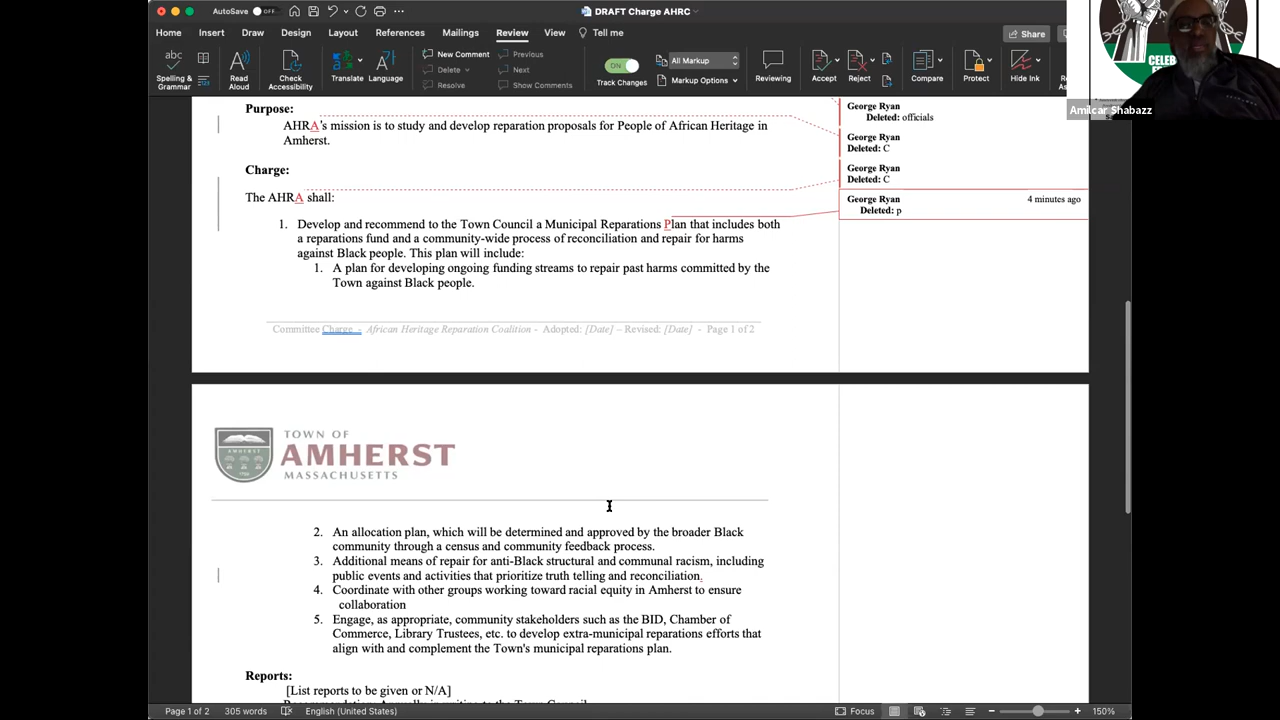 AutoSave OFF DRAFT Charge AHRC
Home Insert Draw Design Layout References Mailings Review View Tell me Share
Spelling & Grammar
Read Aloud
Check Accessibility
Translate
Language
New Comment
Delete
Resolve
Previous
Next
Show Comments
ON
Track Changes
All Markup
Markup Options
Reviewing
Accept
Reject
Compare
Protect
Hide Ink
CELEB
Amilcar Shabazz
Purpose:
AHRA's mission is to study and develop reparation proposals for People of African Heritage in
Amherst.
Charge:
The AHRA shall:
1. Develop and recommend to the Town Council a Municipal Reparations Plan that includes both
a reparations fund and a community-wide process of reconciliation and repair for harms
against Black people. This plan will include:
1. A plan for developing ongoing funding streams to repair past harms committed by the
Town against Black people.
Committee Charge - African Heritage Reparation Coalition - Adopted: [Date] – Revised: [Date] - Page 1 of 2
George Ryan
Deleted: officials
George Ryan
Deleted: C
George Ryan
Deleted: C
George Ryan 4 minutes ago
Deleted: p
TOWN OF
AMHERST
MASSACHUSETTS
AMHERST
2. An allocation plan, which will be determined and approved by the broader Black
community through a census and community feedback process.
3. Additional means of repair for anti-Black structural and communal racism, including
public events and activities that prioritize truth telling and reconciliation.
4. Coordinate with other groups working toward racial equity in Amherst to ensure
collaboration
5. Engage, as appropriate, community stakeholders such as the BID, Chamber of
Commerce, Library Trustees, etc. to develop extra-municipal reparations efforts that
align with and complement the Town's municipal reparations plan.
Reports:
[List reports to be given or N/A]
Page 1 of 2 305 words English (United States) Focus 150%